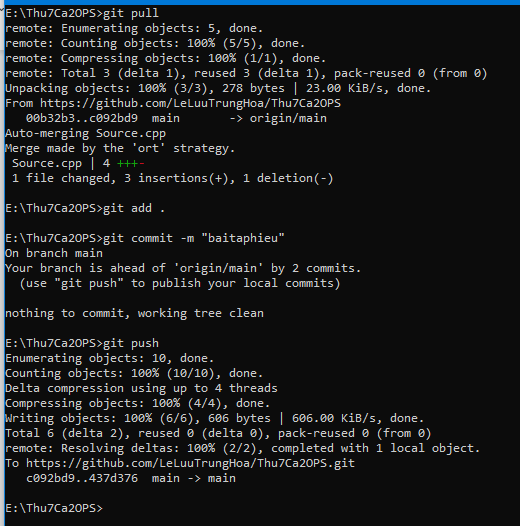 E:\Thu7Ca2OPS>git pull
remote: Enumerating objects: 5, done.
remote: Counting objects: 100% (5/5), done.
remote: Compressing objects: 100% (1/1), done.
remote: Total 3 (delta 1), reused 3 (delta 1), pack-reused 0 (from 0)
Unpacking objects: 100% (3/3), 278 bytes | 23.00 KiB/s, done.
From https://github.com/LeLuuTrungHoa/Thu7Ca2OPS
   00b32b3..c092bd9  main       -> origin/main
Auto-merging Source.cpp
Merge made by the 'ort' strategy.
 Source.cpp | 4 +++-
 1 file changed, 3 insertions(+), 1 deletion(-)
E:\Thu7Ca2OPS>git add .
E:\Thu7Ca2OPS>git commit -m "baitaphieu"
On branch main
Your branch is ahead of 'origin/main' by 2 commits.
  (use "git push" to publish your local commits)
nothing to commit, working tree clean
E:\Thu7Ca2OPS>git push
Enumerating objects: 10, done.
Counting objects: 100% (10/10), done.
Delta compression using up to 4 threads
Compressing objects: 100% (4/4), done.
Writing objects: 100% (6/6), 606 bytes | 606.00 KiB/s, done.
Total 6 (delta 2), reused 0 (delta 0), pack-reused 0 (from 0)
remote: Resolving deltas: 100% (2/2), completed with 1 local object.
To https://github.com/LeLuuTrungHoa/Thu7Ca2OPS.git
   c092bd9..437d376  main -> main
E:\Thu7Ca2OPS>